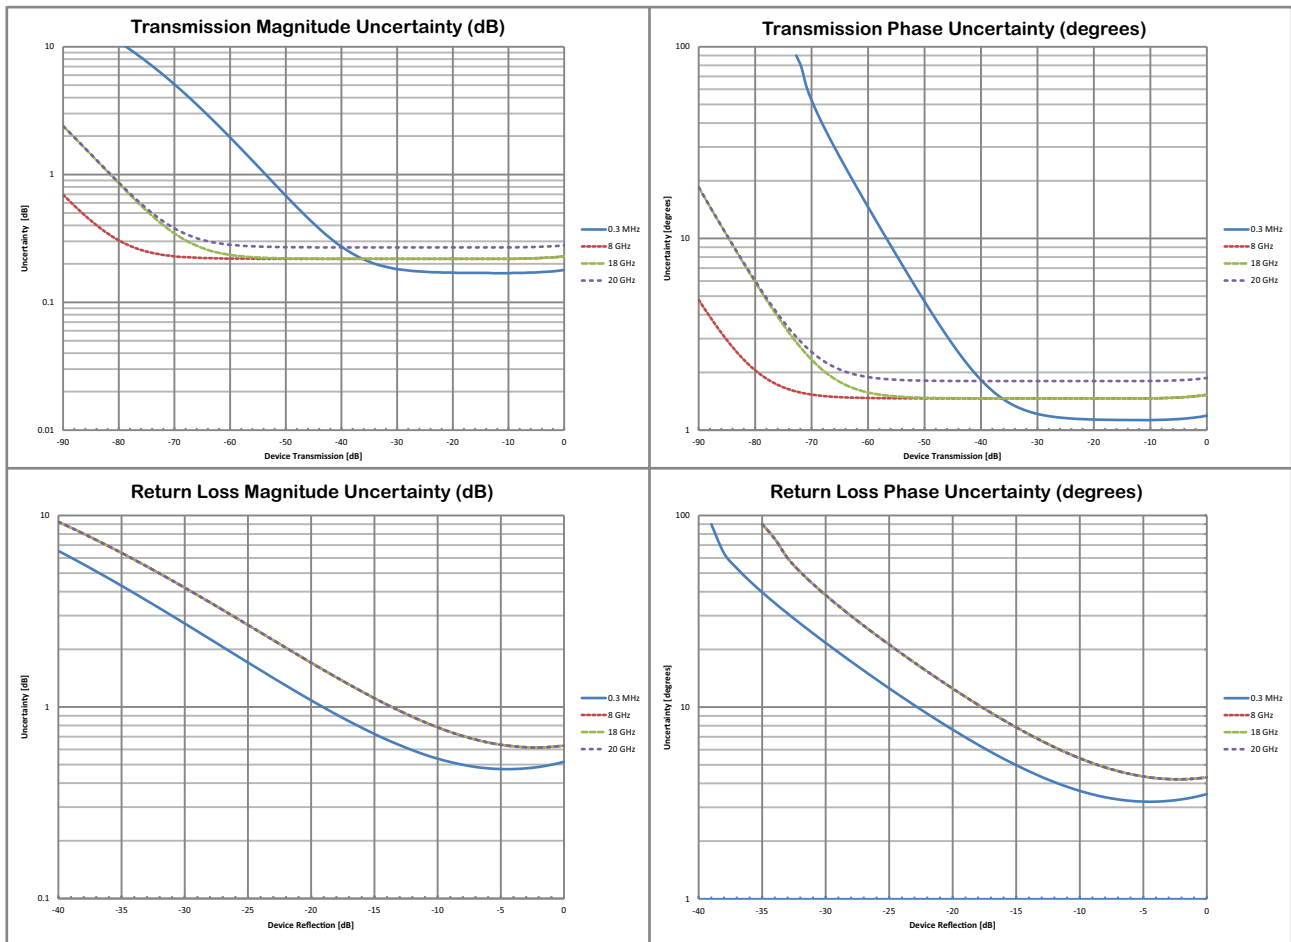 Transmission Magnitude Uncertainty (dB)
10
1
0.1
0.01
Uncertainty [dB]
-90 -80 -70 -60 -50 -40 -30 -20 -10 0
Device Transmission [dB]
0.3 MHz
8 GHz
18 GHz
20 GHz
Transmission Phase Uncertainty (degrees)
100
10
1
Uncertainty [degrees]
-90 -80 -70 -60 -50 -40 -30 -20 -10 0
Device Transmission [dB]
0.3 MHz
8 GHz
18 GHz
20 GHz
Return Loss Magnitude Uncertainty (dB)
10
1
0.1
Uncertainty [dB]
-40 -35 -30 -25 -20 -15 -10 -5 0
Device Reflection [dB]
0.3 MHz
8 GHz
18 GHz
20 GHz
Return Loss Phase Uncertainty (degrees)
100
10
1
Uncertainty [degrees]
-40 -35 -30 -25 -20 -15 -10 -5 0
Device Reflection [dB]
0.3 MHz
8 GHz
18 GHz
20 GHz